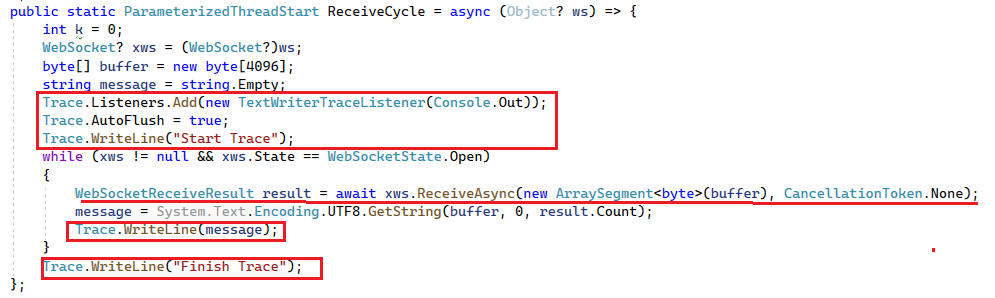 public static ParameterizedThreadStart ReceiveCycle = async (Object? ws) => {
int k = 0;
WebSocket? xws = (WebSocket?)ws;
byte[] buffer = new byte[4096];
string message = string.Empty;
Trace.Listeners.Add(new TextWriterTraceListener(Console.Out));
Trace.AutoFlush = true;
Trace.WriteLine("Start Trace");
while (xws != null && xws.State == WebSocketState.Open)
{
WebSocketReceiveResult result = await xws.ReceiveAsync(new ArraySegment<byte>(buffer), CancellationToken.None);
message = System.Text.Encoding.UTF8.GetString(buffer, 0, result.Count);
Trace.WriteLine(message);
}
Trace.WriteLine("Finish Trace");
};